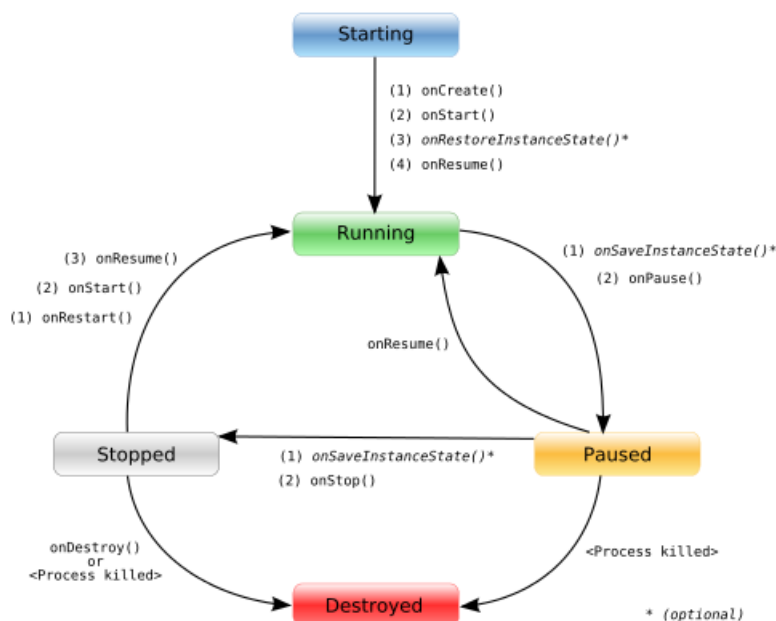 Starting
(1) onCreate()
(2) onStart()
(3) onRestoreInstanceState()*
(4) onResume()
Running
(3) onResume()
(2) onStart()
(1) onRestart()
(1) onSaveInstanceState()*
(2) onPause()
onResume()
Stopped
(1) onSaveInstanceState()*
(2) onStop()
Paused
onDestroy()
or
<Process killed>
<Process killed>
Destroyed
* (optional)